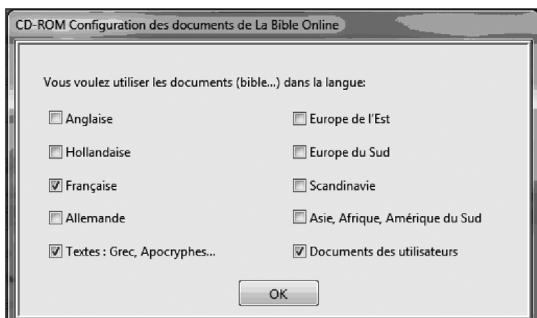 CD-ROM Configuration des documents de La Bible Online
Vous voulez utiliser les documents (bible...) dans la langue:
Anglaise
Europe de l'Est
Hollandaise
Europe du Sud
Française
Scandinavie
Allemande
Asie, Afrique, Amérique du Sud
Textes : Grec, Apocryphes...
Documents des utilisateurs
OK